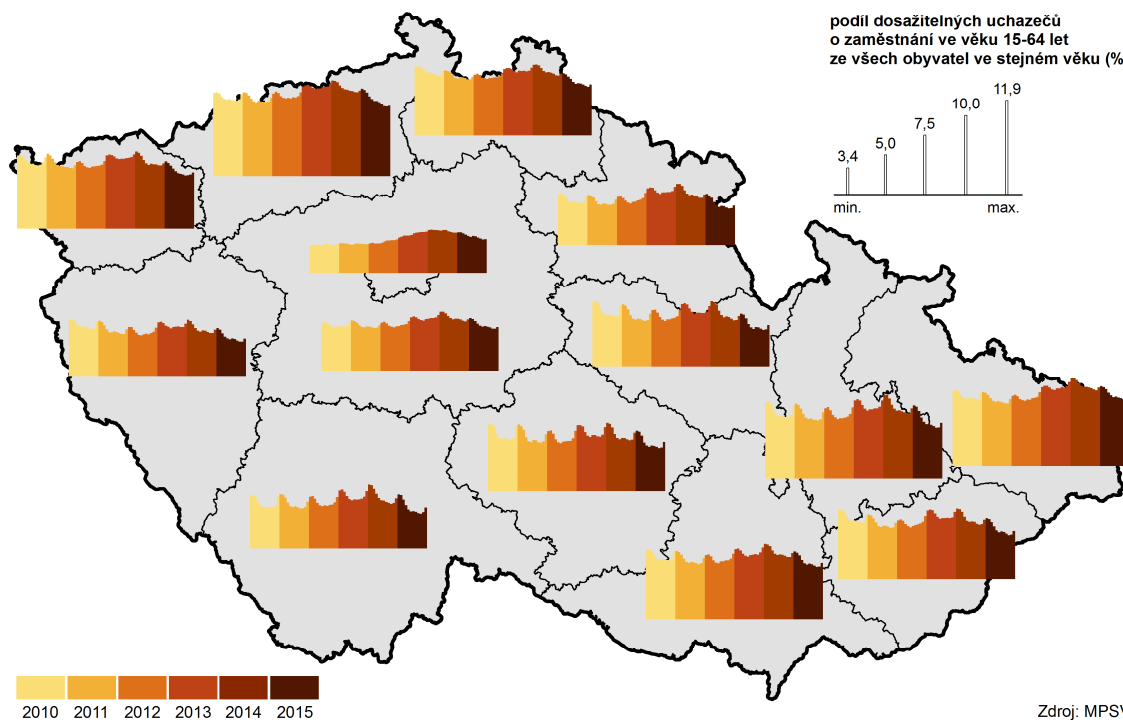 podíl dosažitelných uchazečů
o zaměstnání ve věku 15-64 let
ze všech obyvatel ve stejném věku (%
11,9
10,0
7,5
5,0
3,4
min. max.
2010 2011 2012 2013 2014 2015
Zdroj: MPSV